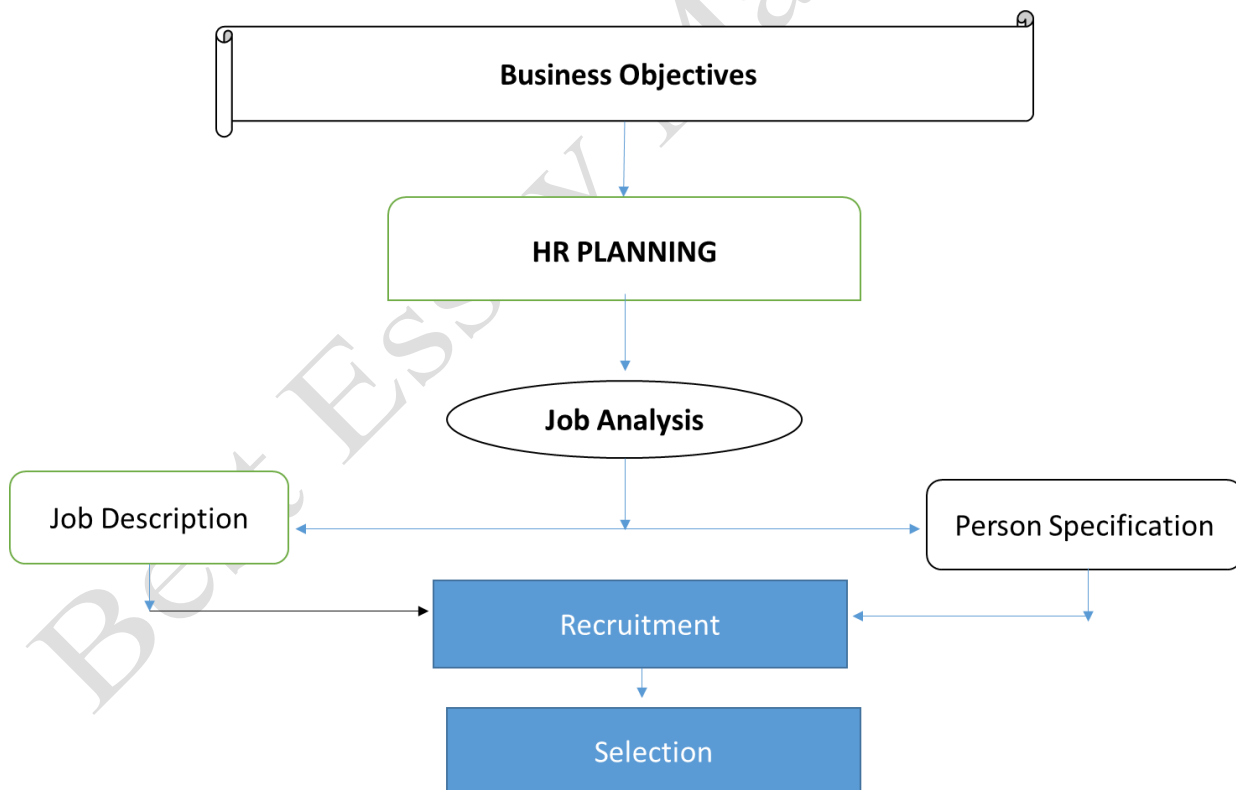 Business Objectives
HR PLANNING
Job Analysis
Job Description
Person Specification
Recruitment
Selection